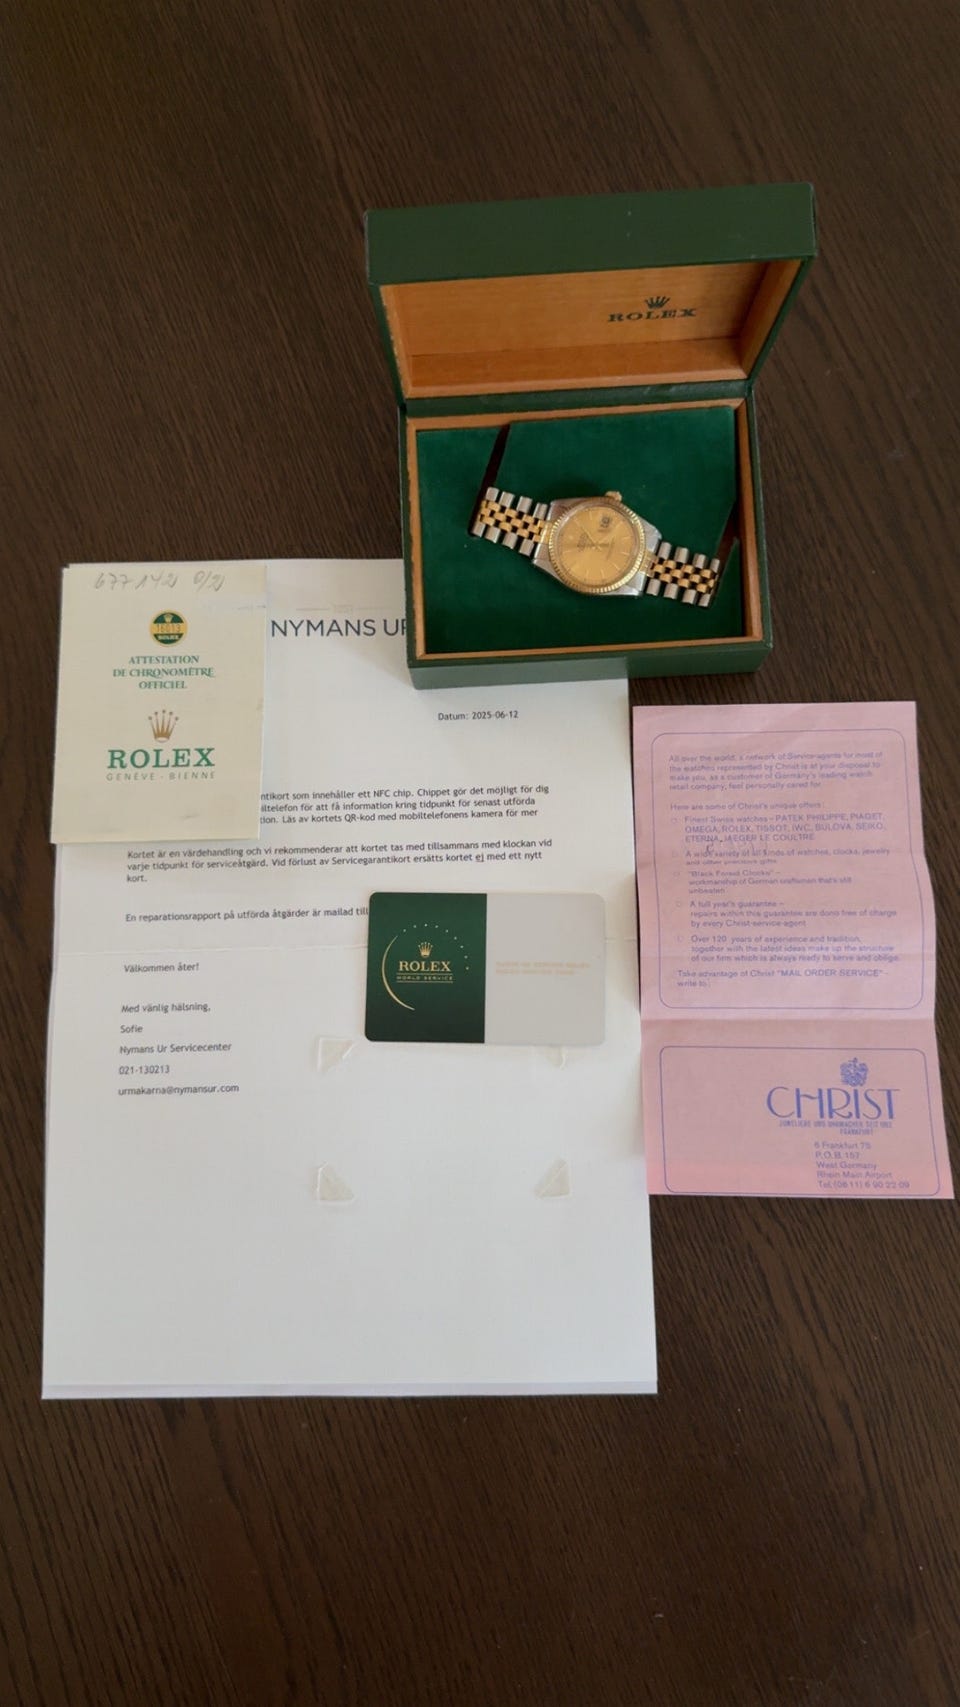 ROLEX
6771421 0/2
16013
ROLEX
ATTESTATION
DE CHRONOMÈTRE
OFFICIEL
ROLEX
GENÈVE - BIENNE
NYMANS UR
Datum: 2025-06-12
ntikort som innehåller ett NFC chip. Chippet gör det möjligt för dig
iltelefon för att få information kring tidpunkt för senast utförda
tion. Läs av kortets QR-kod med mobiltelefonens kamera för mer
Kortet är en värdehandling och vi rekommenderar att kortet tas med tillsammans med klockan vid
varje tidpunkt för serviceåtgärd. Vid förlust av Servicegarantikort ersätts kortet ej med ett nytt
kort.
En reparationsrapport på utförda åtgärder är mailad till
Välkommen åter!
Med vänlig hälsning,
Sofie
Nymans Ur Servicecenter
021-130213
urmakarna@nymansur.com
ROLEX
WORLD SERVICE
All over the world, a network of Service-agents for most of
the watches represented by Christ is at your disposal to
make you, as a customer of Germany's leading watch
retail company, feel personally cared for.
Here are some of Christ's unique offers:
Finest Swiss watches – PATEK PHILIPPE, PIAGET,
OMEGA, ROLEX, TISSOT, IWC, BULOVA, SEIKO,
ETERNA, JAEGER LE COULTRE
A wide variety of all kinds of watches, clocks, jewelry
and other precious gifts
"Black Forest Clocks" –
workmanship of German craftsmen that's still
unbeaten
A full year's guarantee –
repairs within this guarantee are done free of charge
by every Christ-service-agent
Over 120 years of experience and tradition,
together with the latest ideas make up the structure
of our firm which is always ready to serve and oblige.
Take advantage of Christ "MAIL ORDER SERVICE" –
write to:
CHRIST
JUWELIERE UND UHRMACHER SEIT 1863
FRANKFURT
6 Frankfurt 75
P.O.B. 157
West Germany
Rhein Main Airport
Tel. (0611) 6 90 22 09